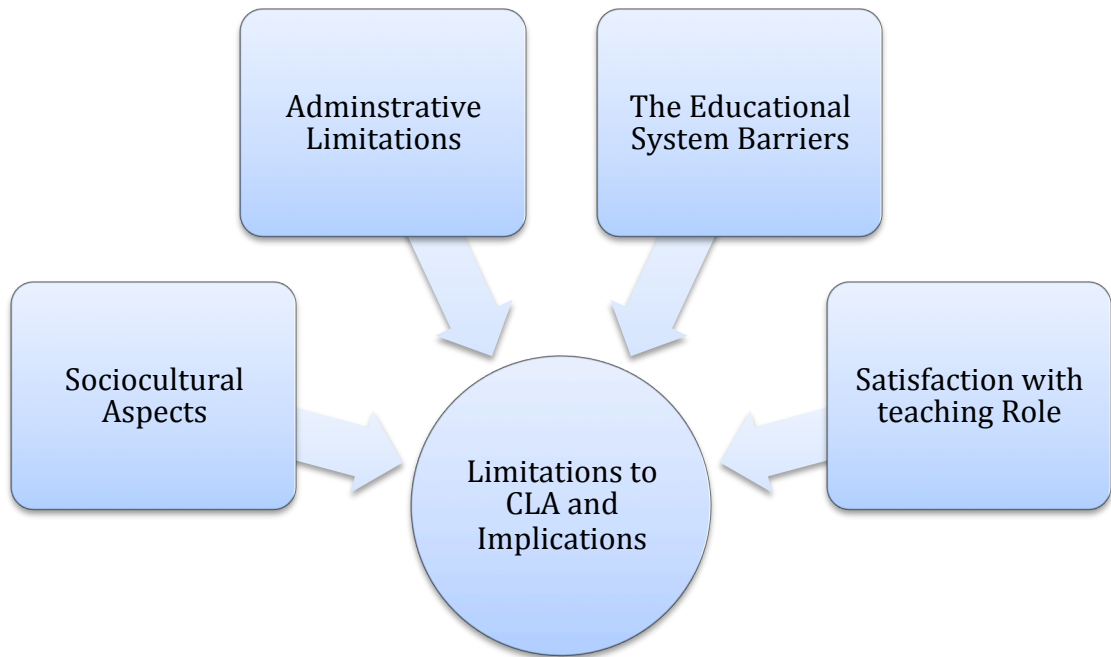 Adminstrative
Limitations
The Educational
System Barriers
Sociocultural
Aspects
Satisfaction with
teaching Role
Limitations to
CLA and
Implications